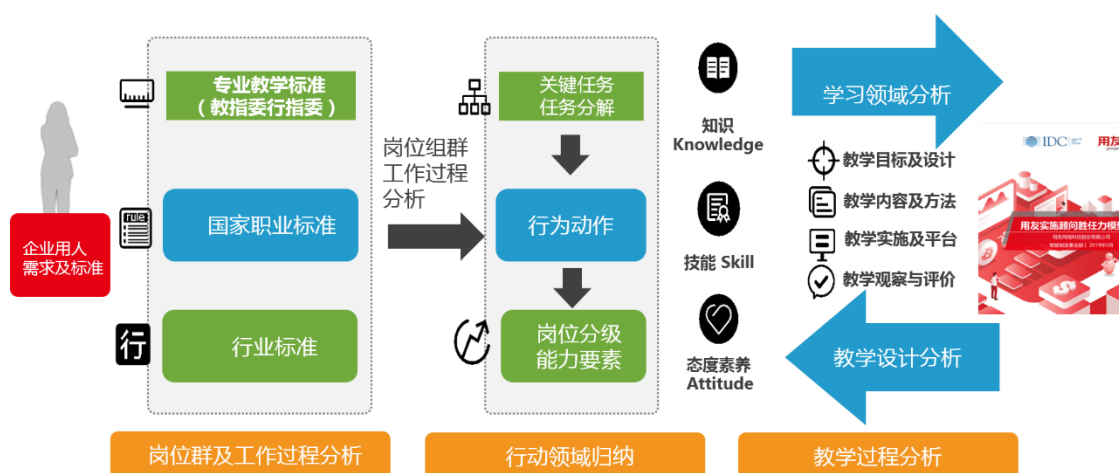 企业用人
需求及标准
专业教学标准
（教指委行指委）
rule
国家职业标准
行
行业标准
岗位组群
工作过程
分析
关键任务
任务分解
行为动作
岗位分级
能力要素
知识
Knowledge
技能 Skill
态度素养
Attitude
学习领域分析
教学目标及设计
教学内容及方法
教学实施及平台
教学观察与评价
IDC
用友
用友实施顾问胜任力模
教学设计分析
岗位群及工作过程分析
行动领域归纳
教学过程分析